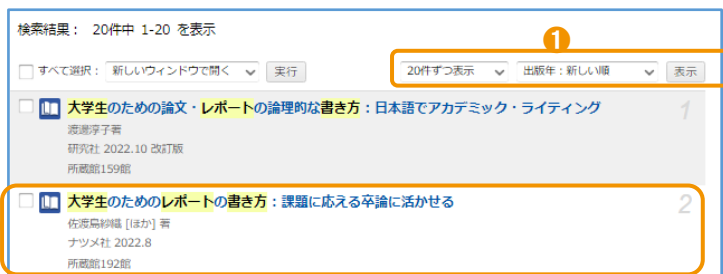 検索結果： 20件中 1-20 を表示
1
すべて選択： 新しいウィンドウで開く 実行 20件ずつ表示 出版年：新しい順 表示
大学生のための論文・レポートの論理的な書き方：日本語でアカデミック・ライティング 1
渡邊淳子著
研究社 2022.10 改訂版
所蔵館159館
大学生のためのレポートの書き方：課題に応える卒論に活かせる 2
佐渡島紗織 [ほか] 著
ナツメ社 2022.8
所蔵館192館